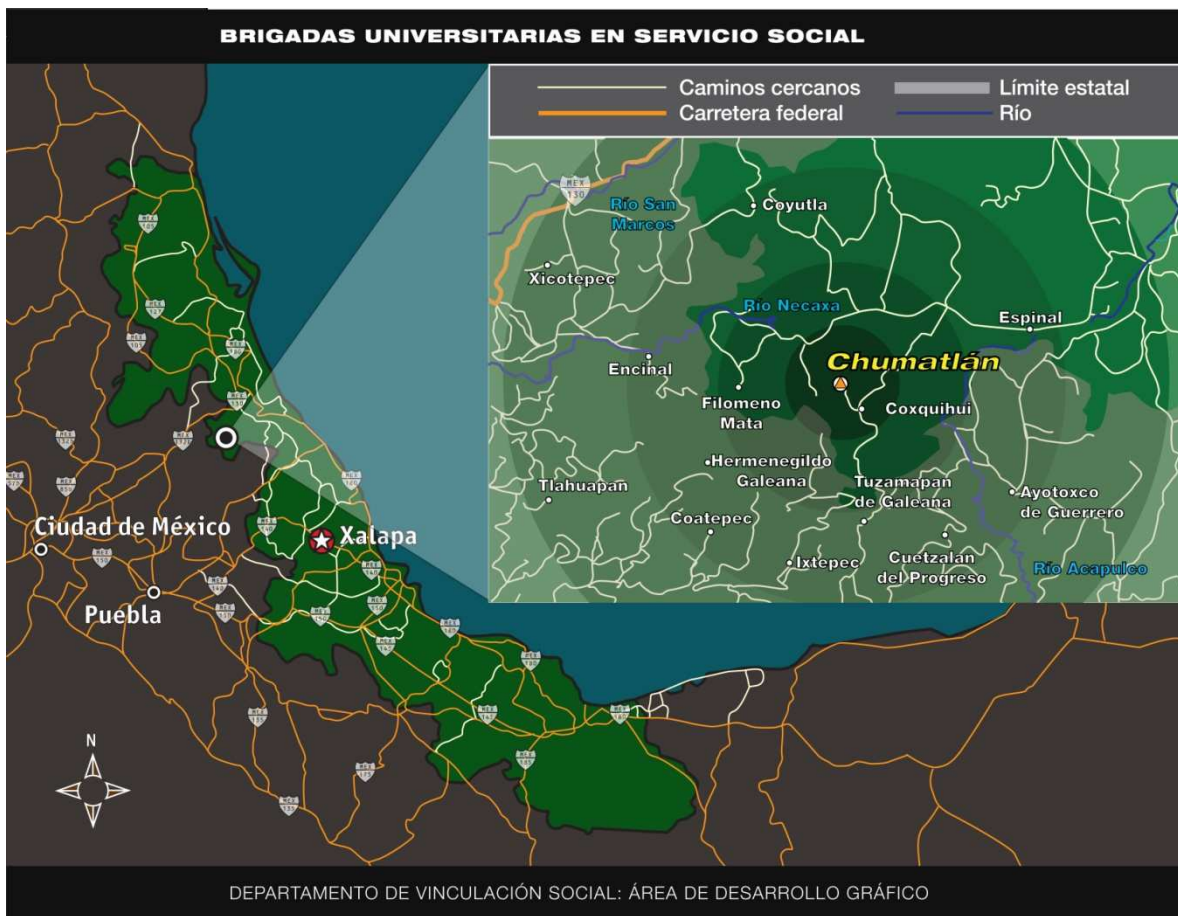 BRIGADAS UNIVERSITARIAS EN SERVICIO SOCIAL
Caminos cercanos
Límite estatal
Carretera federal
Río
MEX
130
Río San
Marcos
Coyutla
Xicotepec
Río Necaxa
Espinal
Chumatlán
Encinal
Filomeno
Mata
Coxquihui
Hermenegildo
Galeana
Tlahuapan
Tuzamapan
de Galeana
Ayotoxco
de Guerrero
Coatepec
Ixtepec
Cuetzalan
del Progreso
Río Acapulco
Ciudad de México
Xalapa
Puebla
N
DEPARTAMENTO DE VINCULACIÓN SOCIAL: ÁREA DE DESARROLLO GRÁFICO